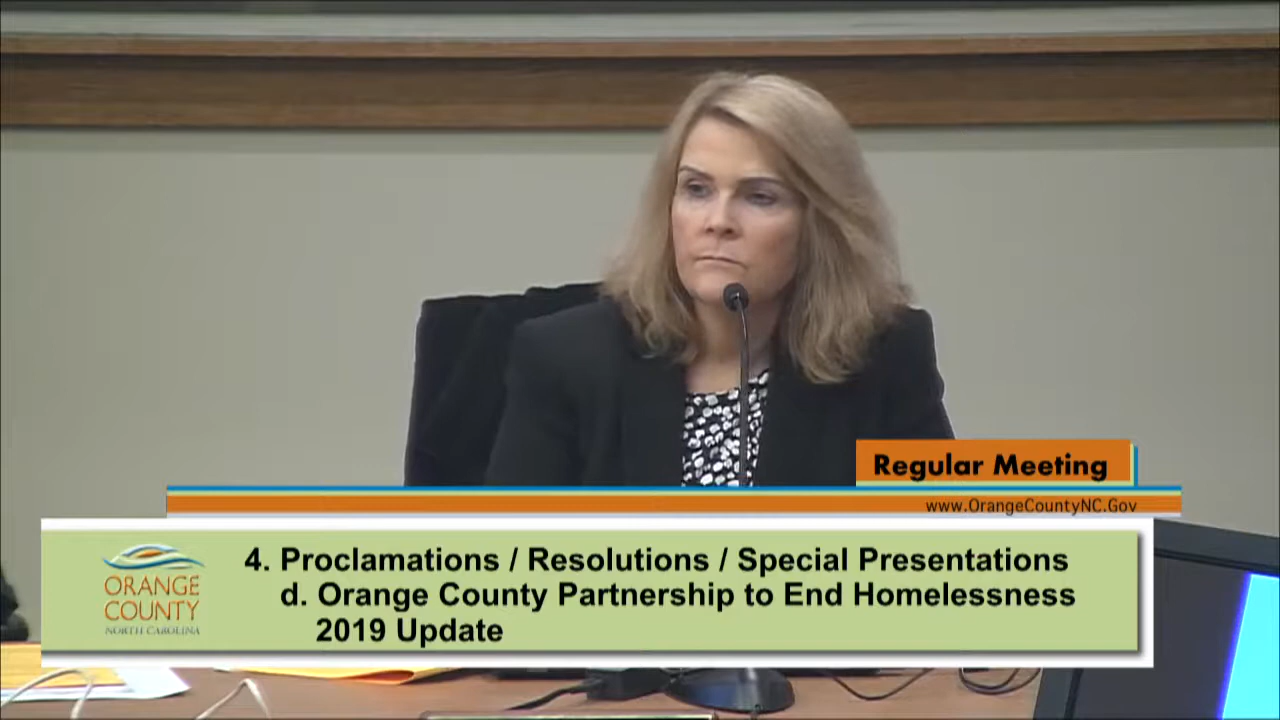 Regular Meeting
www.OrangeCountyNC.Gov
4. Proclamations / Resolutions / Special Presentations
d. Orange County Partnership to End Homelessness
2019 Update
ORANGE
COUNTY
NORTH CAROLINA